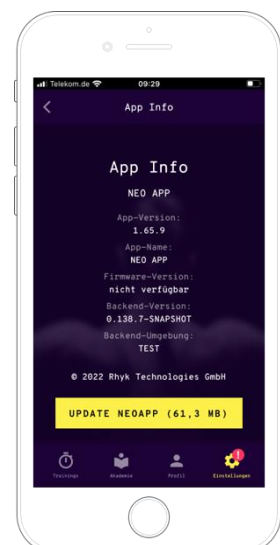 Telekom.de 09:29
App Info
App Info
NEO APP
App-Version:
1.65.9
App-Name:
NEO APP
Firmware-Version:
nicht verfügbar
Backend-Version:
0.138.7-SNAPSHOT
Backend-Umgebung:
TEST
© 2022 Rhyk Technologies GmbH
UPDATE NEOAPP (61,3 MB)
!
Trainings Akademie Profil Einstellungen